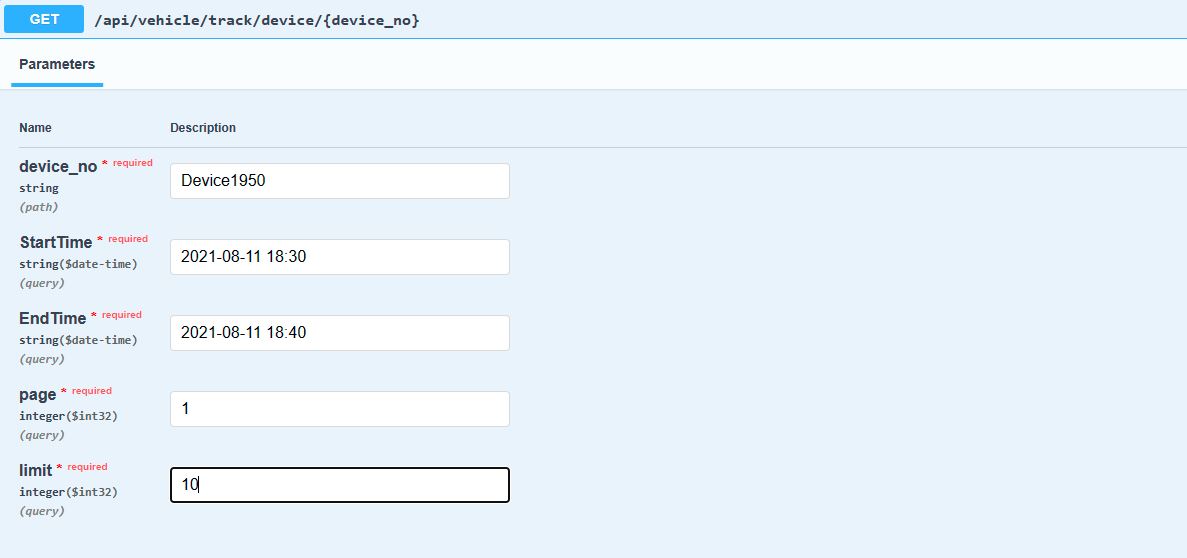 GET /api/vehicle/track/device/{device_no}
Parameters
Name Description
device_no * required
string
(path)
Device1950
StartTime * required
string($date-time)
(query)
2021-08-11 18:30
EndTime * required
string($date-time)
(query)
2021-08-11 18:40
page * required
integer($int32)
(query)
1
limit * required
integer($int32)
(query)
10